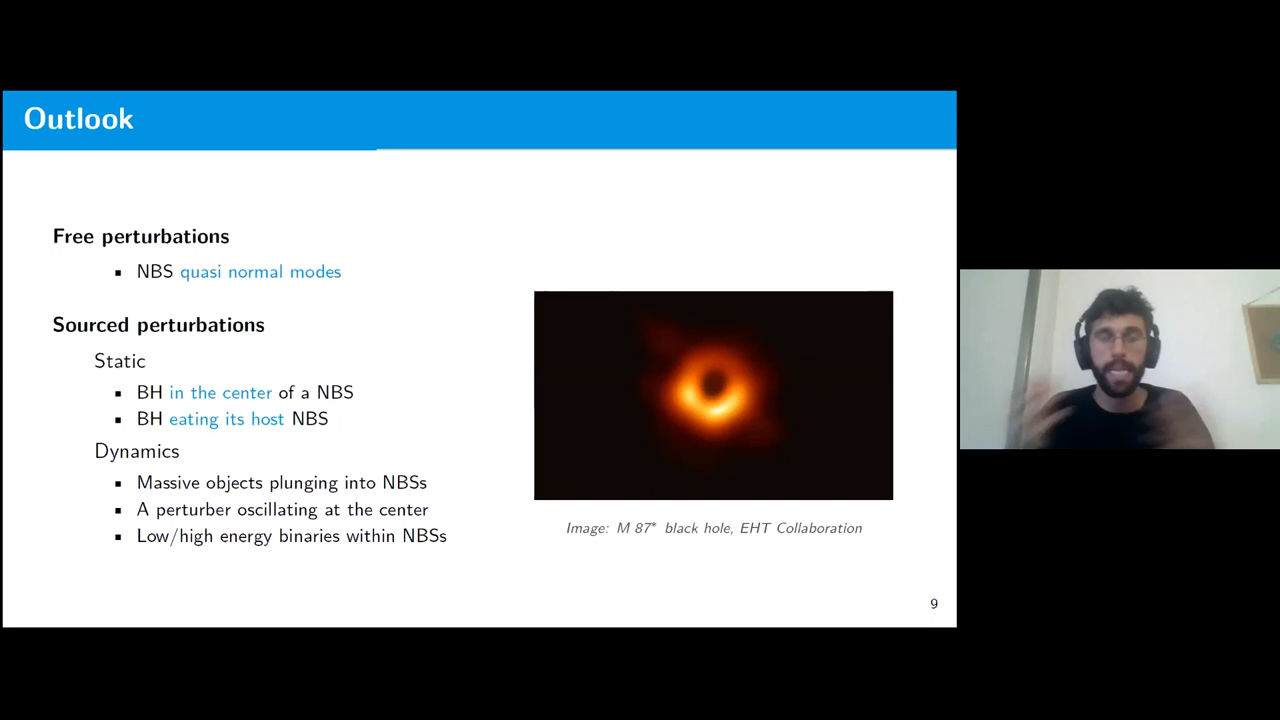 Outlook
Free perturbations
▪ NBS quasi normal modes
Sourced perturbations
Static
▪ BH in the center of a NBS
▪ BH eating its host NBS
Dynamics
▪ Massive objects plunging into NBSs
▪ A perturber oscillating at the center
▪ Low/high energy binaries within NBSs
Image: M 87* black hole, EHT Collaboration
9